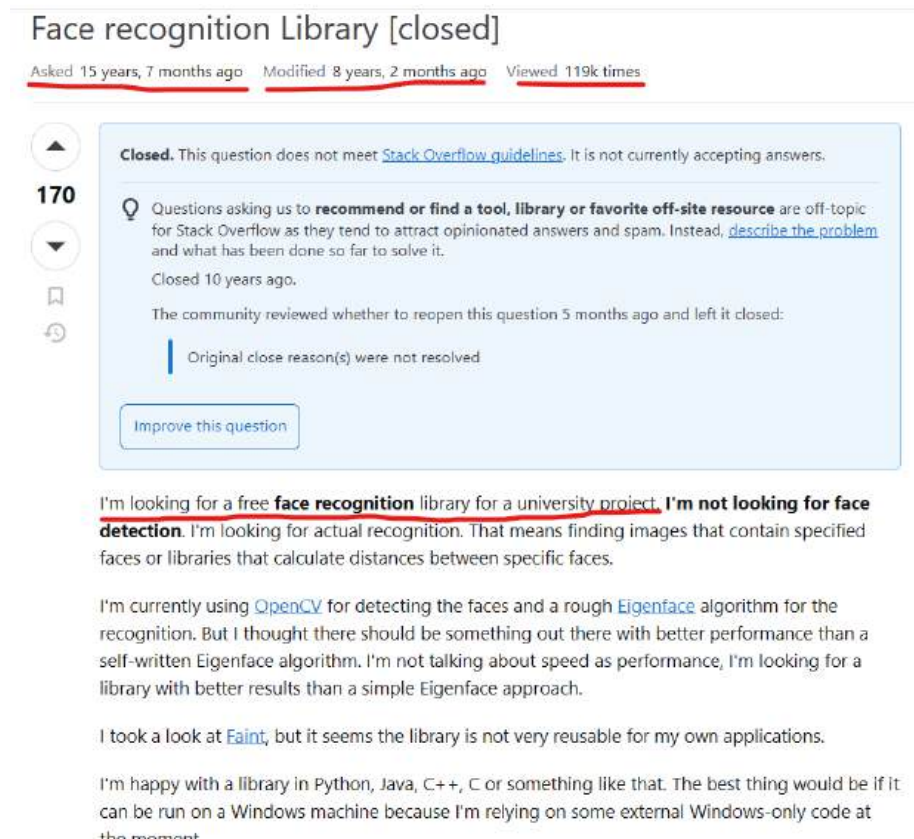 Face recognition Library [closed]
Asked 15 years, 7 months ago Modified 8 years, 2 months ago Viewed 119k times
170
Closed. This question does not meet Stack Overflow guidelines. It is not currently accepting answers.
Questions asking us to recommend or find a tool, library or favorite off-site resource are off-topic
for Stack Overflow as they tend to attract opinionated answers and spam. Instead, describe the problem
and what has been done so far to solve it.
Closed 10 years ago.
The community reviewed whether to reopen this question 5 months ago and left it closed:
Original close reason(s) were not resolved
Improve this question
I'm looking for a free face recognition library for a university project. I'm not looking for face
detection. I'm looking for actual recognition. That means finding images that contain specified
faces or libraries that calculate distances between specific faces.
I'm currently using OpenCV for detecting the faces and a rough Eigenface algorithm for the
recognition. But I thought there should be something out there with better performance than a
self-written Eigenface algorithm. I'm not talking about speed as performance, I'm looking for a
library with better results than a simple Eigenface approach.
I took a look at Faint, but it seems the library is not very reusable for my own applications.
I'm happy with a library in Python, Java, C++, C or something like that. The best thing would be if it
can be run on a Windows machine because I'm relying on some external Windows-only code at
the moment.